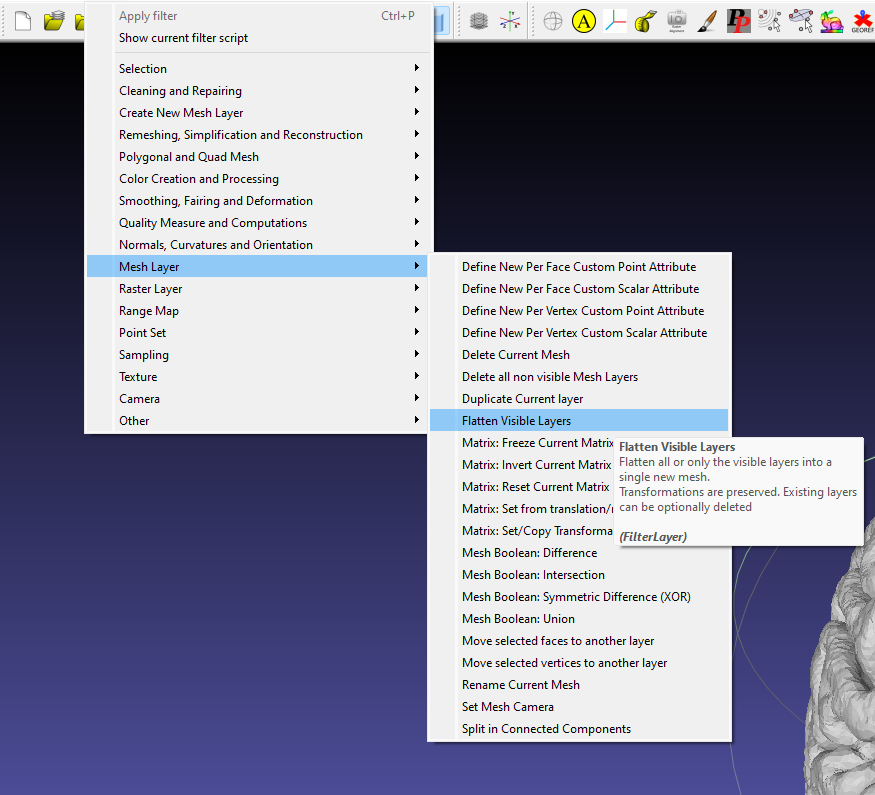 Apply filter Ctrl+P
Show current filter script
Selection
Cleaning and Repairing
Create New Mesh Layer
Remeshing, Simplification and Reconstruction
Polygonal and Quad Mesh
Color Creation and Processing
Smoothing, Fairing and Deformation
Quality Measure and Computations
Normals, Curvatures and Orientation
Mesh Layer
Raster Layer
Range Map
Point Set
Sampling
Texture
Camera
Other
Define New Per Face Custom Point Attribute
Define New Per Face Custom Scalar Attribute
Define New Per Vertex Custom Point Attribute
Define New Per Vertex Custom Scalar Attribute
Delete Current Mesh
Delete all non visible Mesh Layers
Duplicate Current layer
Flatten Visible Layers
Matrix: Freeze Current Matrix
Matrix: Invert Current Matrix
Matrix: Reset Current Matrix
Matrix: Set from translation/
Matrix: Set/Copy Transforma
Mesh Boolean: Difference
Mesh Boolean: Intersection
Mesh Boolean: Symmetric Difference (XOR)
Mesh Boolean: Union
Move selected faces to another layer
Move selected vertices to another layer
Rename Current Mesh
Set Mesh Camera
Split in Connected Components
Flatten Visible Layers
Flatten all or only the visible layers into a
single new mesh.
Transformations are preserved. Existing layers
can be optionally deleted
(FilterLayer)
A
PP
GEOREF